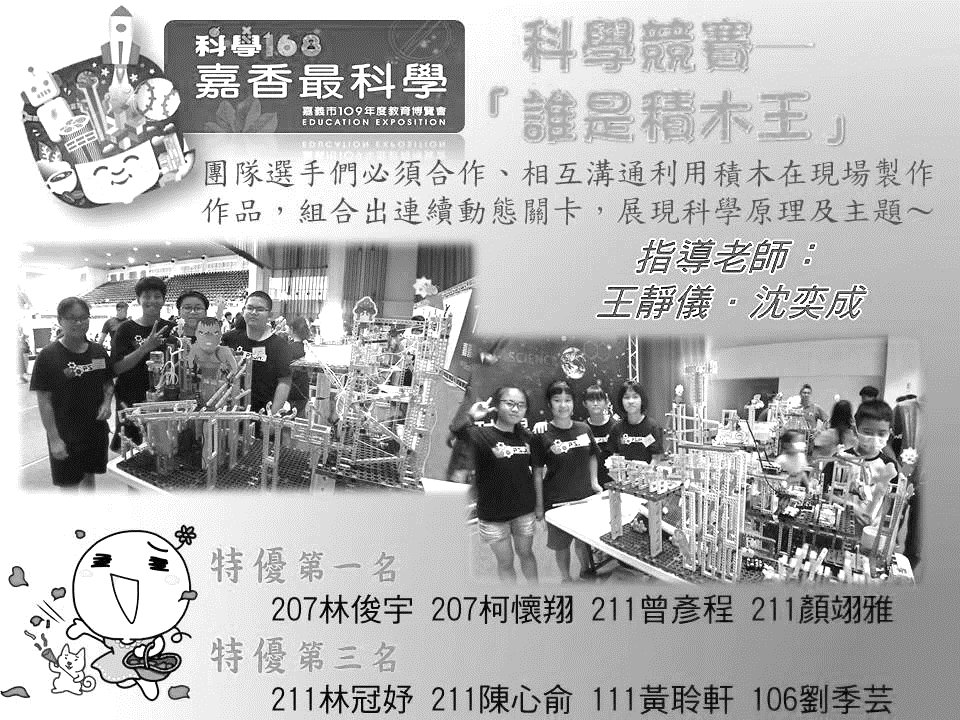 科學168
嘉香最科學
嘉義市109年度教育博覽會
EDUCATION EXPOSITION
科學競賽—
「誰是積木王」
團隊選手們必須合作、相互溝通利用積木在現場製作
作品，組合出連續動態關卡，展現科學原理及主題～
指導老師：
王靜儀．沈奕成
SCIENCE
特優第一名
207林俊宇 207柯懷翔 211曾彥程 211顏翊雅
特優第三名
211林冠妤 211陳心俞 111黃聆軒 106劉季芸